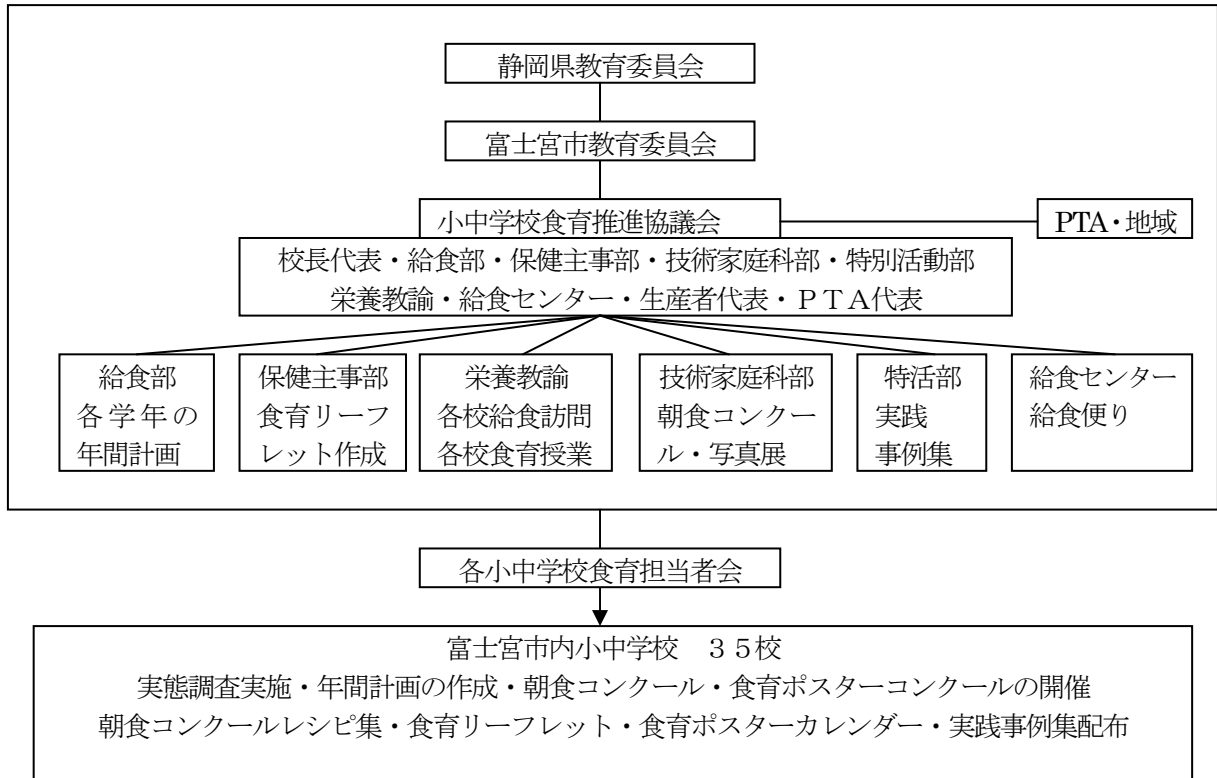 静岡県教育委員会
富士宮市教育委員会
小中学校食育推進協議会
PTA・地域
校長代表・給食部・保健主事部・技術家庭科部・特別活動部
栄養教諭・給食センター・生産者代表・ＰＴＡ代表
給食部
各学年の
年間計画
保健主事部
食育リーフ
レット作成
栄養教諭
各校給食訪問
各校食育授業
技術家庭科部
朝食コンクー
ル・写真展
特活部
実践
事例集
給食センター
給食便り
各小中学校食育担当者会
富士宮市内小中学校　３５校
実態調査実施・年間計画の作成・朝食コンクール・食育ポスターコンクールの開催
朝食コンクールレシピ集・食育リーフレット・食育ポスターカレンダー・実践事例集配布